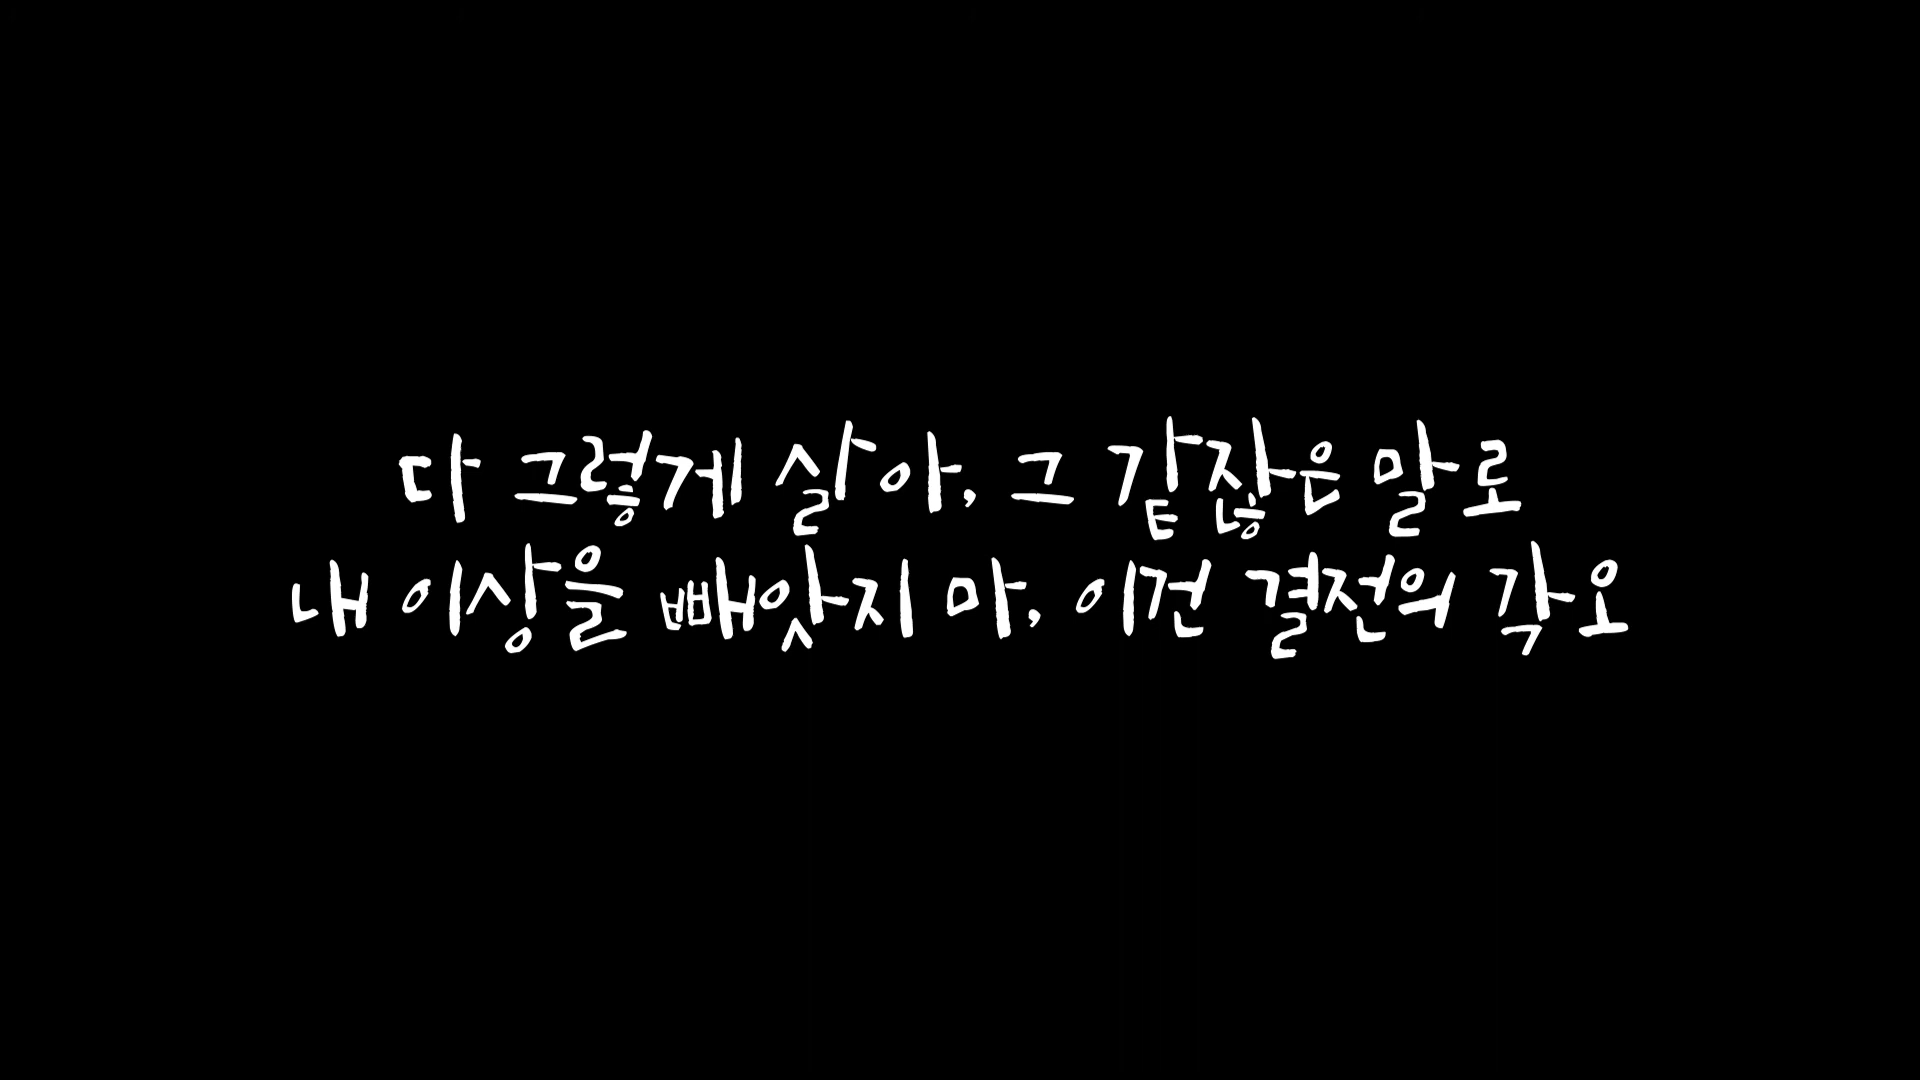 다 그렇게 살아, 그 같잖은 말로
내 이상을 빼앗지 마, 이건 결전의 각오